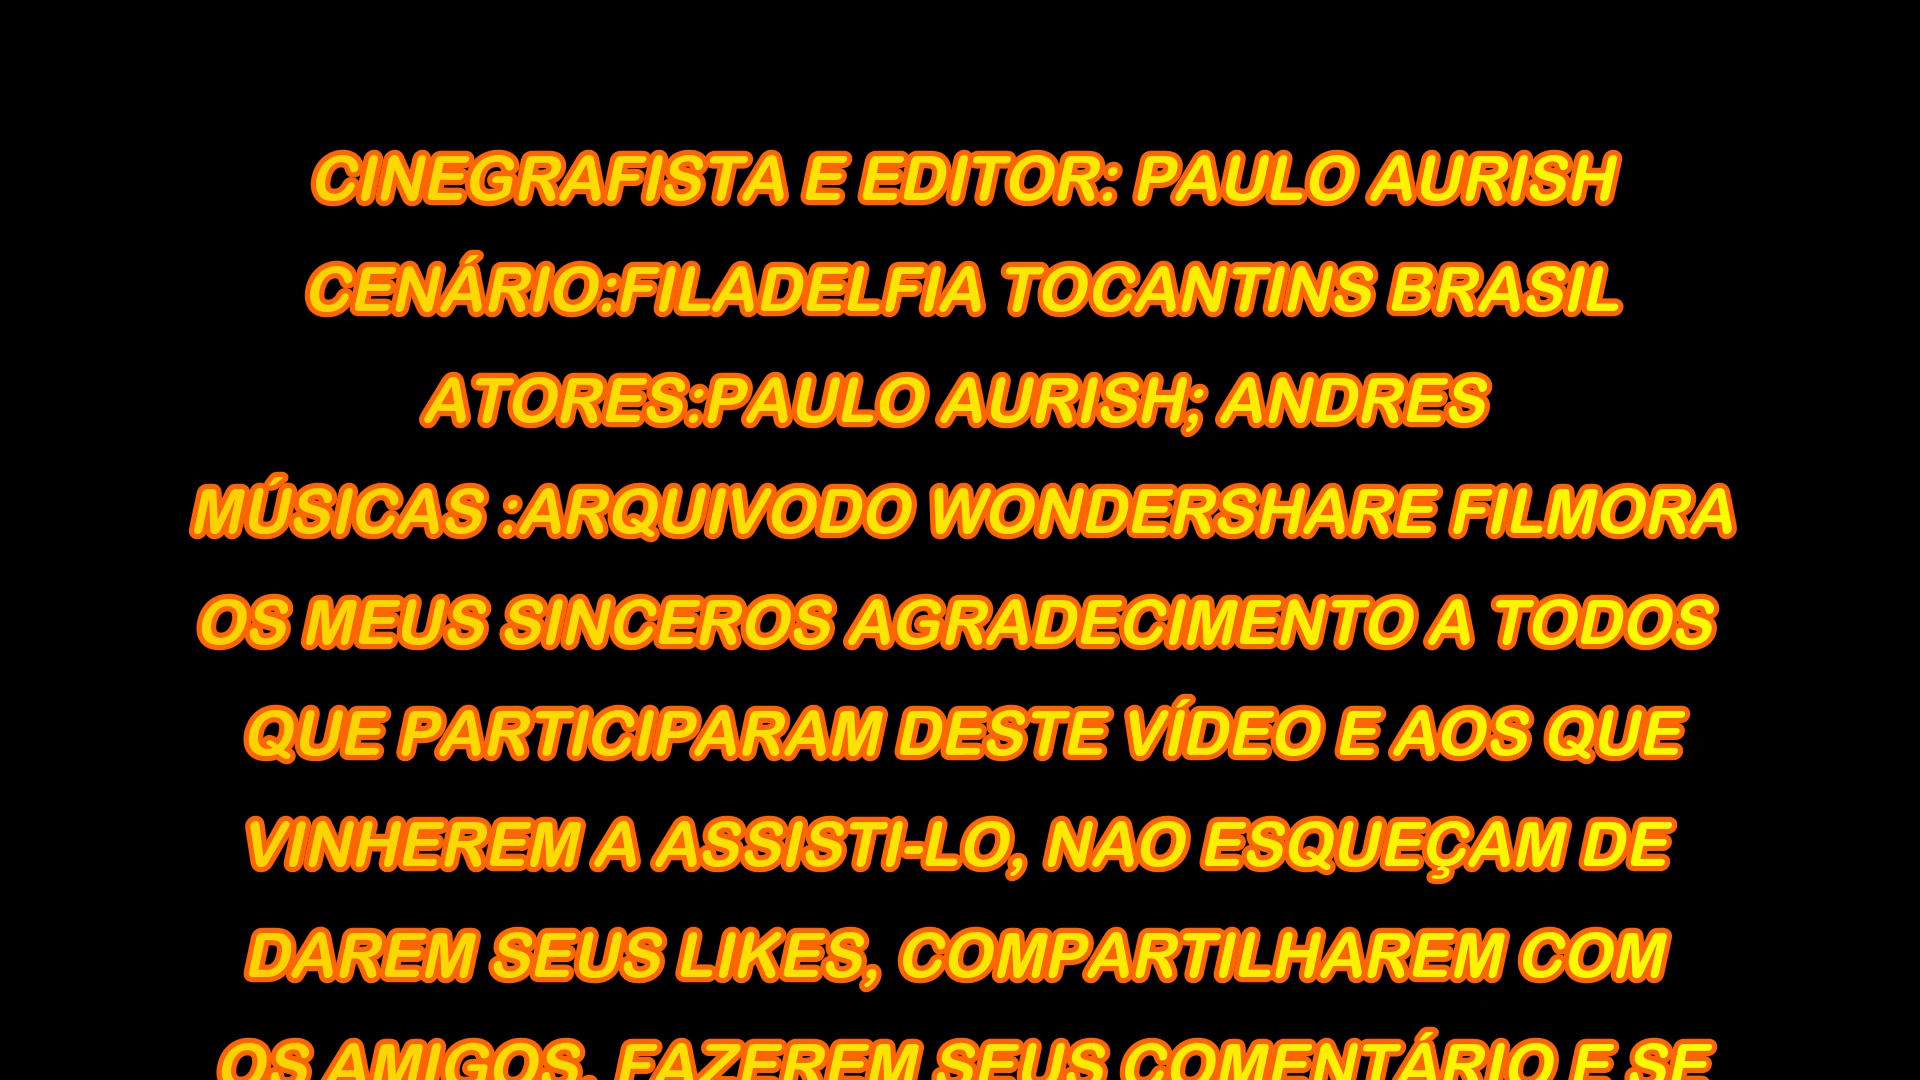 CINEGRAFISTA E EDITOR: PAULO AURISH
CENÁRIO:FILADELFIA TOCANTINS BRASIL
ATORES:PAULO AURISH; ANDRES
MÚSICAS :ARQUIVODO WONDERSHARE FILMORA
OS MEUS SINCEROS AGRADECIMENTO A TODOS
QUE PARTICIPARAM DESTE VÍDEO E AOS QUE
VINHEREM A ASSISTI-LO, NAO ESQUEÇAM DE
DAREM SEUS LIKES, COMPARTILHAREM COM
OS AMIGOS, FAZEREM SEUS COMENTÁRIO E SE